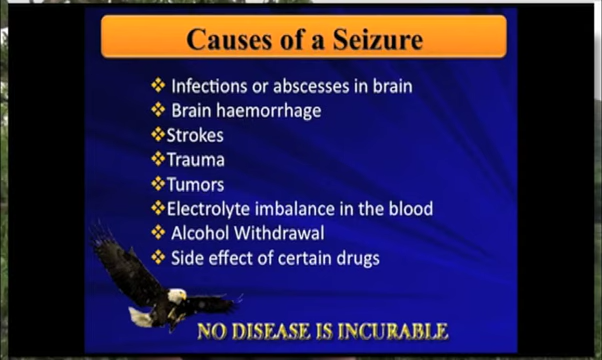 Causes of a Seizure
Infections or abscesses in brain
Brain haemorrhage
Strokes
Trauma
Tumors
Electrolyte imbalance in the blood
Alcohol Withdrawal
Side effect of certain drugs
NO DISEASE IS INCURABLE